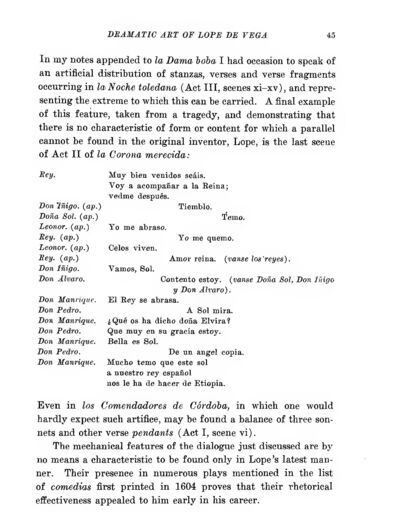 DRAMATIC ART OF LOPE DE VEGA 45
In my notes appended to la Dama boba I had occasion to speak of
an artificial distribution of stanzas, verses and verse fragments
occurring in la Noche toledana (Act III, scenes xi–xv), and repre-
senting the extreme to which this can be carried. A final example
of this feature, taken from a tragedy, and demonstrating that
there is no characteristic of form or content for which a parallel
cannot be found in the original inventor, Lope, is the last scene
of Act II of la Corona merecida:
Rey. Muy bien venidos seáis.
Voy a acompañar a la Reina;
vedme después.
Don Iñigo. (ap.) Tiemblo.
Doña Sol. (ap.) Temo.
Leonor. (ap.) Yo me abraso.
Rey. (ap.) Yo me quemo.
Leonor. (ap.) Celos viven.
Rey. (ap.) Amor reina. (vanse los reyes).
Don Iñigo. Vamos, Sol.
Don Alvaro. Contento estoy. (vanse Doña Sol, Don Iñigo
y Don Alvaro).
Don Manrique. El Rey se abrasa.
Don Pedro. A Sol mira.
Don Manrique. ¿Qué os ha dicho doña Elvira?
Don Pedro. Que muy en su gracia estoy.
Don Manrique. Bella es Sol.
Don Pedro. De un angel copia.
Don Manrique. Mucho temo que este sol
a nuestro rey español
nos le ha de hacer de Etiopia.
Even in los Comendadores de Córdoba, in which one would
hardly expect such artifice, may be found a balance of three son-
nets and other verse pendants (Act I, scene vi).
The mechanical features of the dialogue just discussed are by
no means a characteristic to be found only in Lope's latest man-
ner. Their presence in numerous plays mentioned in the list
of comedias first printed in 1604 proves that their rhetorical
effectiveness appealed to him early in his career.